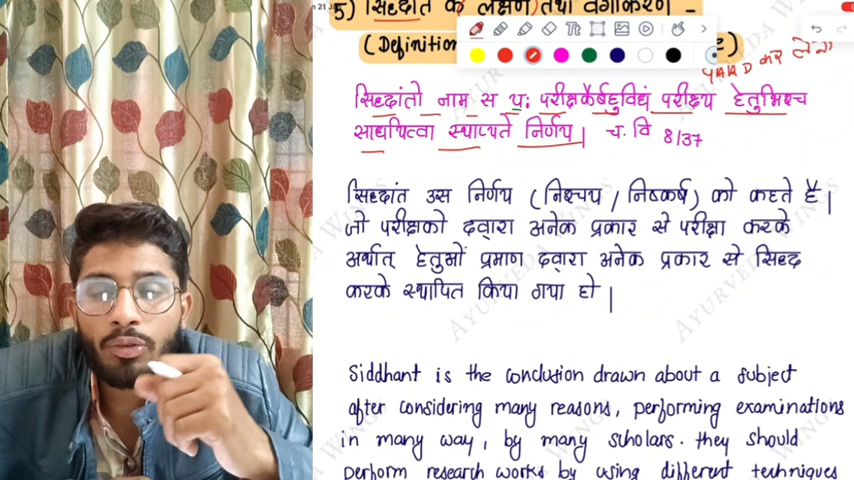 5) सिद्धांत के लक्षण तथा वर्गीकरण -
(Definition
YAAD कर लेना
सिद्धांतो नाम स यः परीक्षकैर्बहुविधं परीक्ष्य हेतुभिश्च
साधयित्वा स्थाप्यते निर्णय | च. वि 8/37
सिद्धांत उस निर्णय (निश्चय / निष्कर्ष) को कहते है |
जो परीक्षको द्वारा अनेक प्रकार से परीक्षा करके
अर्थात् हेतुओं प्रमाण द्वारा अनेक प्रकार से सिद्ध
करके स्थापित किया गया हो |
Siddhant is the conclusion drawn about a subject
after considering many reasons, performing examinations
in many way, by many scholars. they should
perform research works by using different techniques